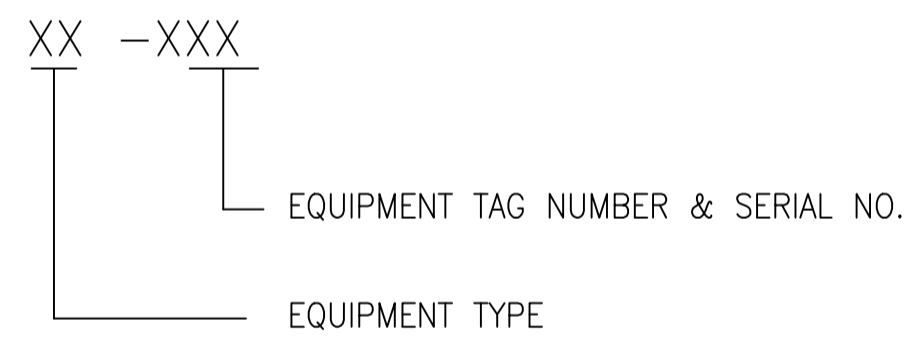 XX -XXX
EQUIPMENT TAG NUMBER & SERIAL NO.
EQUIPMENT TYPE